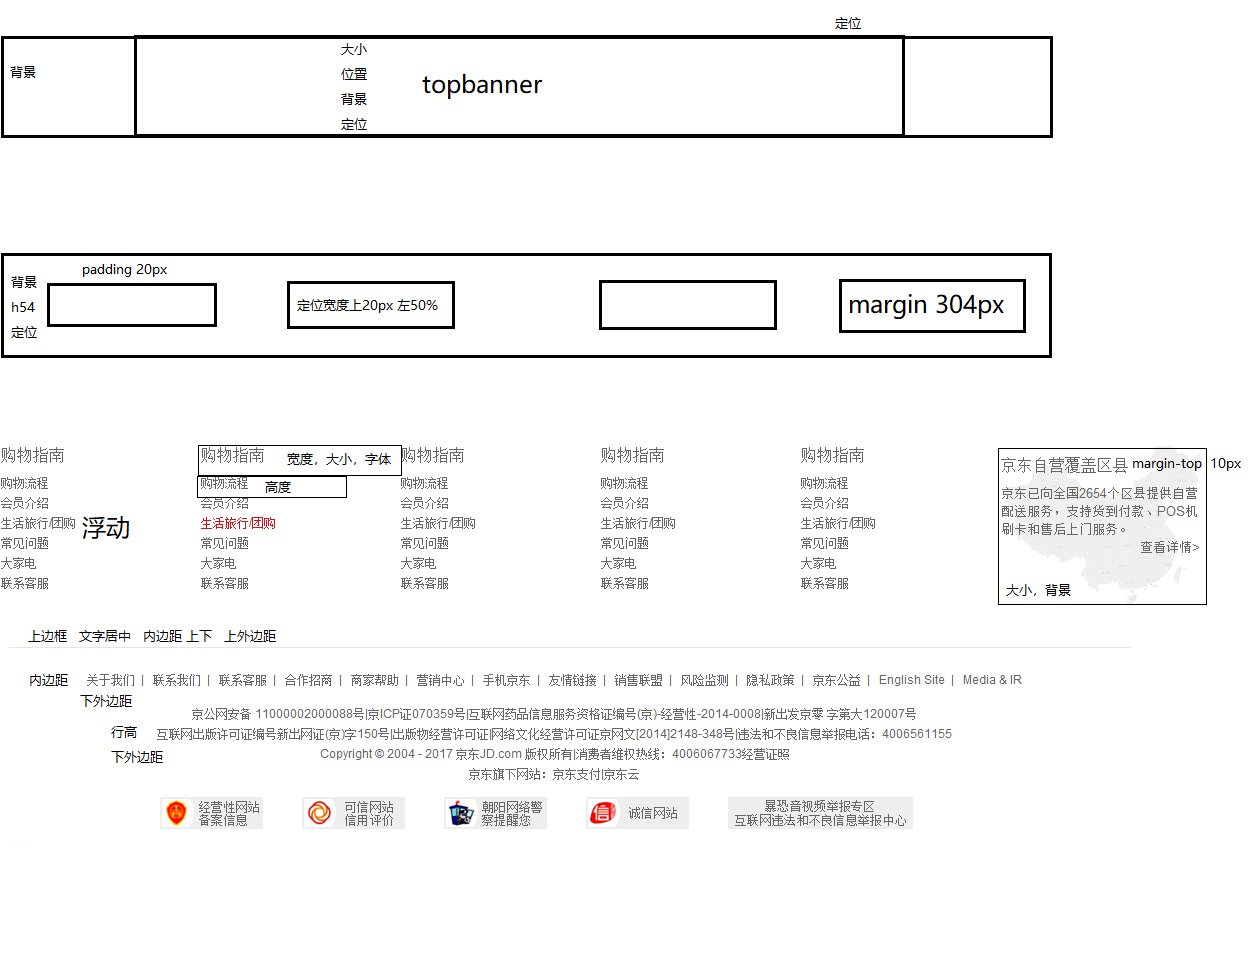 定位
背景
大小
位置
背景
定位
topbanner
padding 20px
背景
h54
定位
定位宽度上20px 左50%
margin 304px
购物指南
购物流程
会员介绍
生活旅行/团购
常见问题
大家电
联系客服
浮动
购物指南
宽度，大小，字体
购物流程
高度
会员介绍
生活旅行/团购
常见问题
大家电
联系客服
购物指南
购物流程
会员介绍
生活旅行/团购
常见问题
大家电
联系客服
购物指南
购物流程
会员介绍
生活旅行/团购
常见问题
大家电
联系客服
购物指南
购物流程
会员介绍
生活旅行/团购
常见问题
大家电
联系客服
京东自营覆盖区县 margin-top 10px
京东已向全国2654个区县提供自营
配送服务，支持货到付款、POS机
刷卡和售后上门服务。
查看详情>
大小，背景
上边框 文字居中 内边距 上下 上外边距
内边距 关于我们 | 联系我们 | 联系客服 | 合作招商 | 商家帮助 | 营销中心 | 手机京东 | 友情链接 | 销售联盟 | 风险监测 | 隐私政策 | 京东公益 | English Site | Media & IR
下外边距
京公网安备 11000002000088号|京ICP证070359号|互联网药品信息服务资格证编号(京)-经营性-2014-0008|新出发京零 字第大120007号
行高 互联网出版许可证编号新出网证(京)字150号|出版物经营许可证|网络文化经营许可证京网文[2014]2148-348号|违法和不良信息举报电话：4006561155
下外边距 Copyright © 2004 - 2017 京东JD.com 版权所有|消费者维权热线：4006067733经营证照
京东旗下网站：京东支付|京东云
经营性网站
备案信息
可信网站
信用评价
朝阳网络警
察提醒您
诚信网站
暴恐音视频举报专区
互联网违法和不良信息举报中心